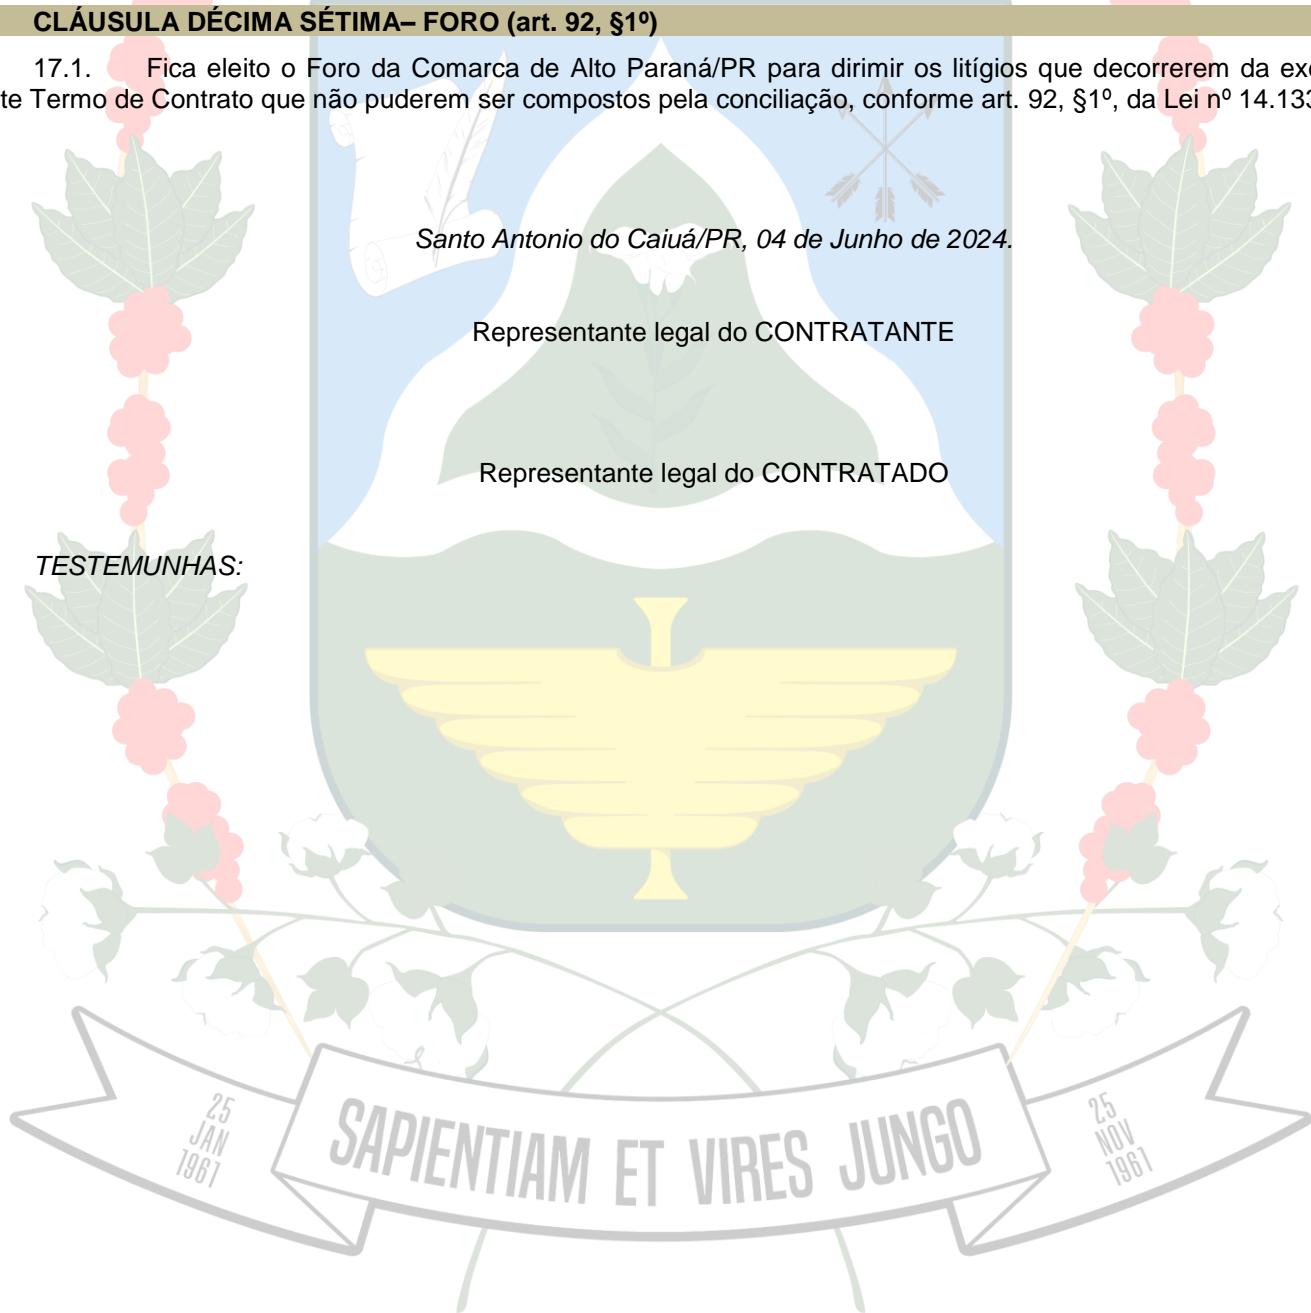 CLÁUSULA DÉCIMA SÉTIMA– FORO (art. 92, §1º)
17.1. Fica eleito o Foro da Comarca de Alto Paraná/PR para dirimir os litígios que decorrerem da
te Termo de Contrato que não puderem ser compostos pela conciliação, conforme art. 92, §1º, da Lei nº 14.133
Santo Antonio do Caiuá/PR, 04 de Junho de 2024.
Representante legal do CONTRATANTE
Representante legal do CONTRATADO
TESTEMUNHAS:
25
JAN
1961
SAPIENTIAM ET VIRES JUNGO
25
NOV
1961